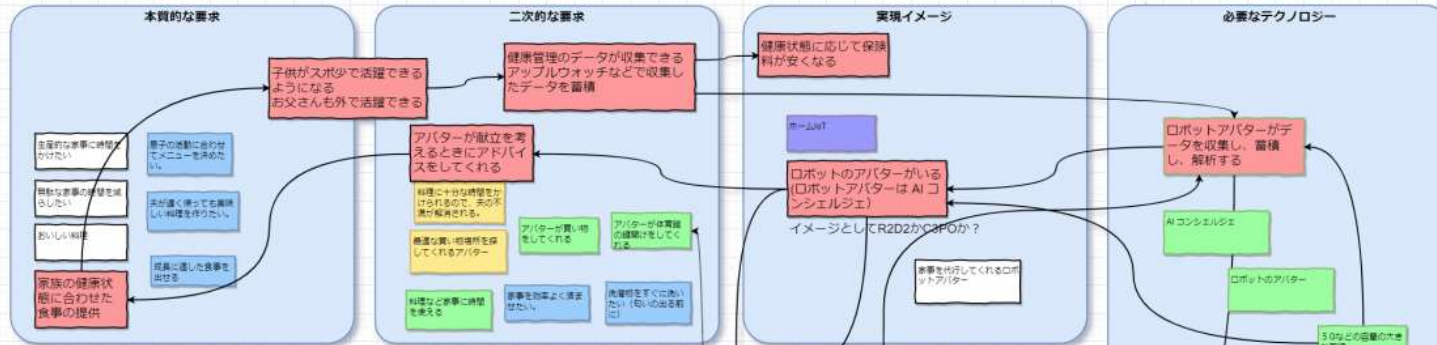 本質的な要求
二次的な要求
実現イメージ
必要なテクノロジー
子供がスポ少で活躍できる
ようになる
お父さんも外で活躍できる
健康管理のデータが収集できる
アップルウォッチなどで収集し
たデータを蓄積
健康状態に応じて保険
料が安くなる
生産的な家事に時間を
かけたい
息子の活動に合わせ
てメニューを決めた
い。
無駄な家事の時間を減
らしたい
夫が遅く帰っても美味
しい料理を作りたい。
おいしい料理
成長に適した食事を
出せる
家族の健康状
態に合わせた
食事の提供
アバターが献立を考
えるときにアドバイ
スをしてくれる
料理に十分な時間をか
けられるので、夫の不
満が解消される。
最適な買い物場所を探
してくれるアバター
アバターが買い物
をしてくれる
アバターが体育館
の鍵開けをしてく
れる
料理など家事に時間
を使える
家事を効率よく済ま
せたい。
洗濯物をすぐに洗い
たい（匂いの出る前
に）
ホームIoT
ロボットのアバターがいる
(ロボットアバターは AI コ
ンシェルジェ)
イメージとしてR2D2かC3POか？
家事を代行してくれるロボ
ットアバター
ロボットアバターがデ
ータを収集し、蓄積
し、解析する
AI コンシェルジェ
ロボットのアバター
５Gなどの容量の大き